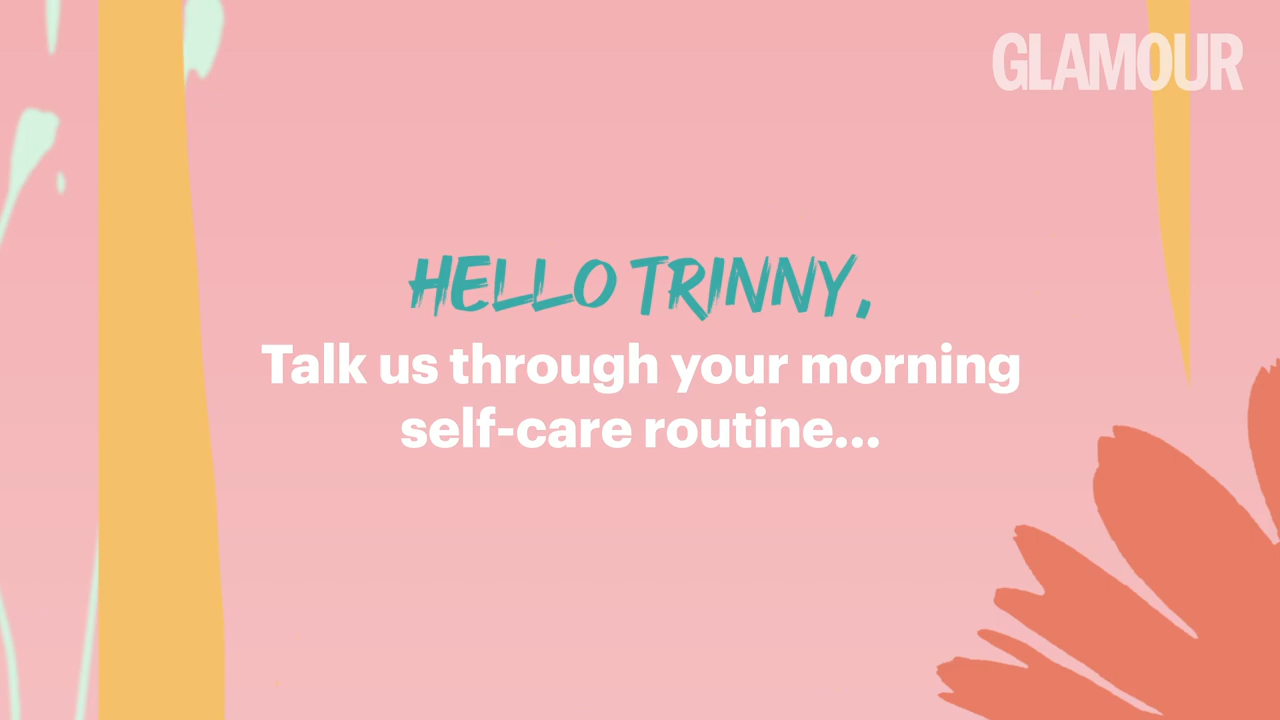 GLAMOUR
HELLO TRINNY,
Talk us through your morning
self-care routine...